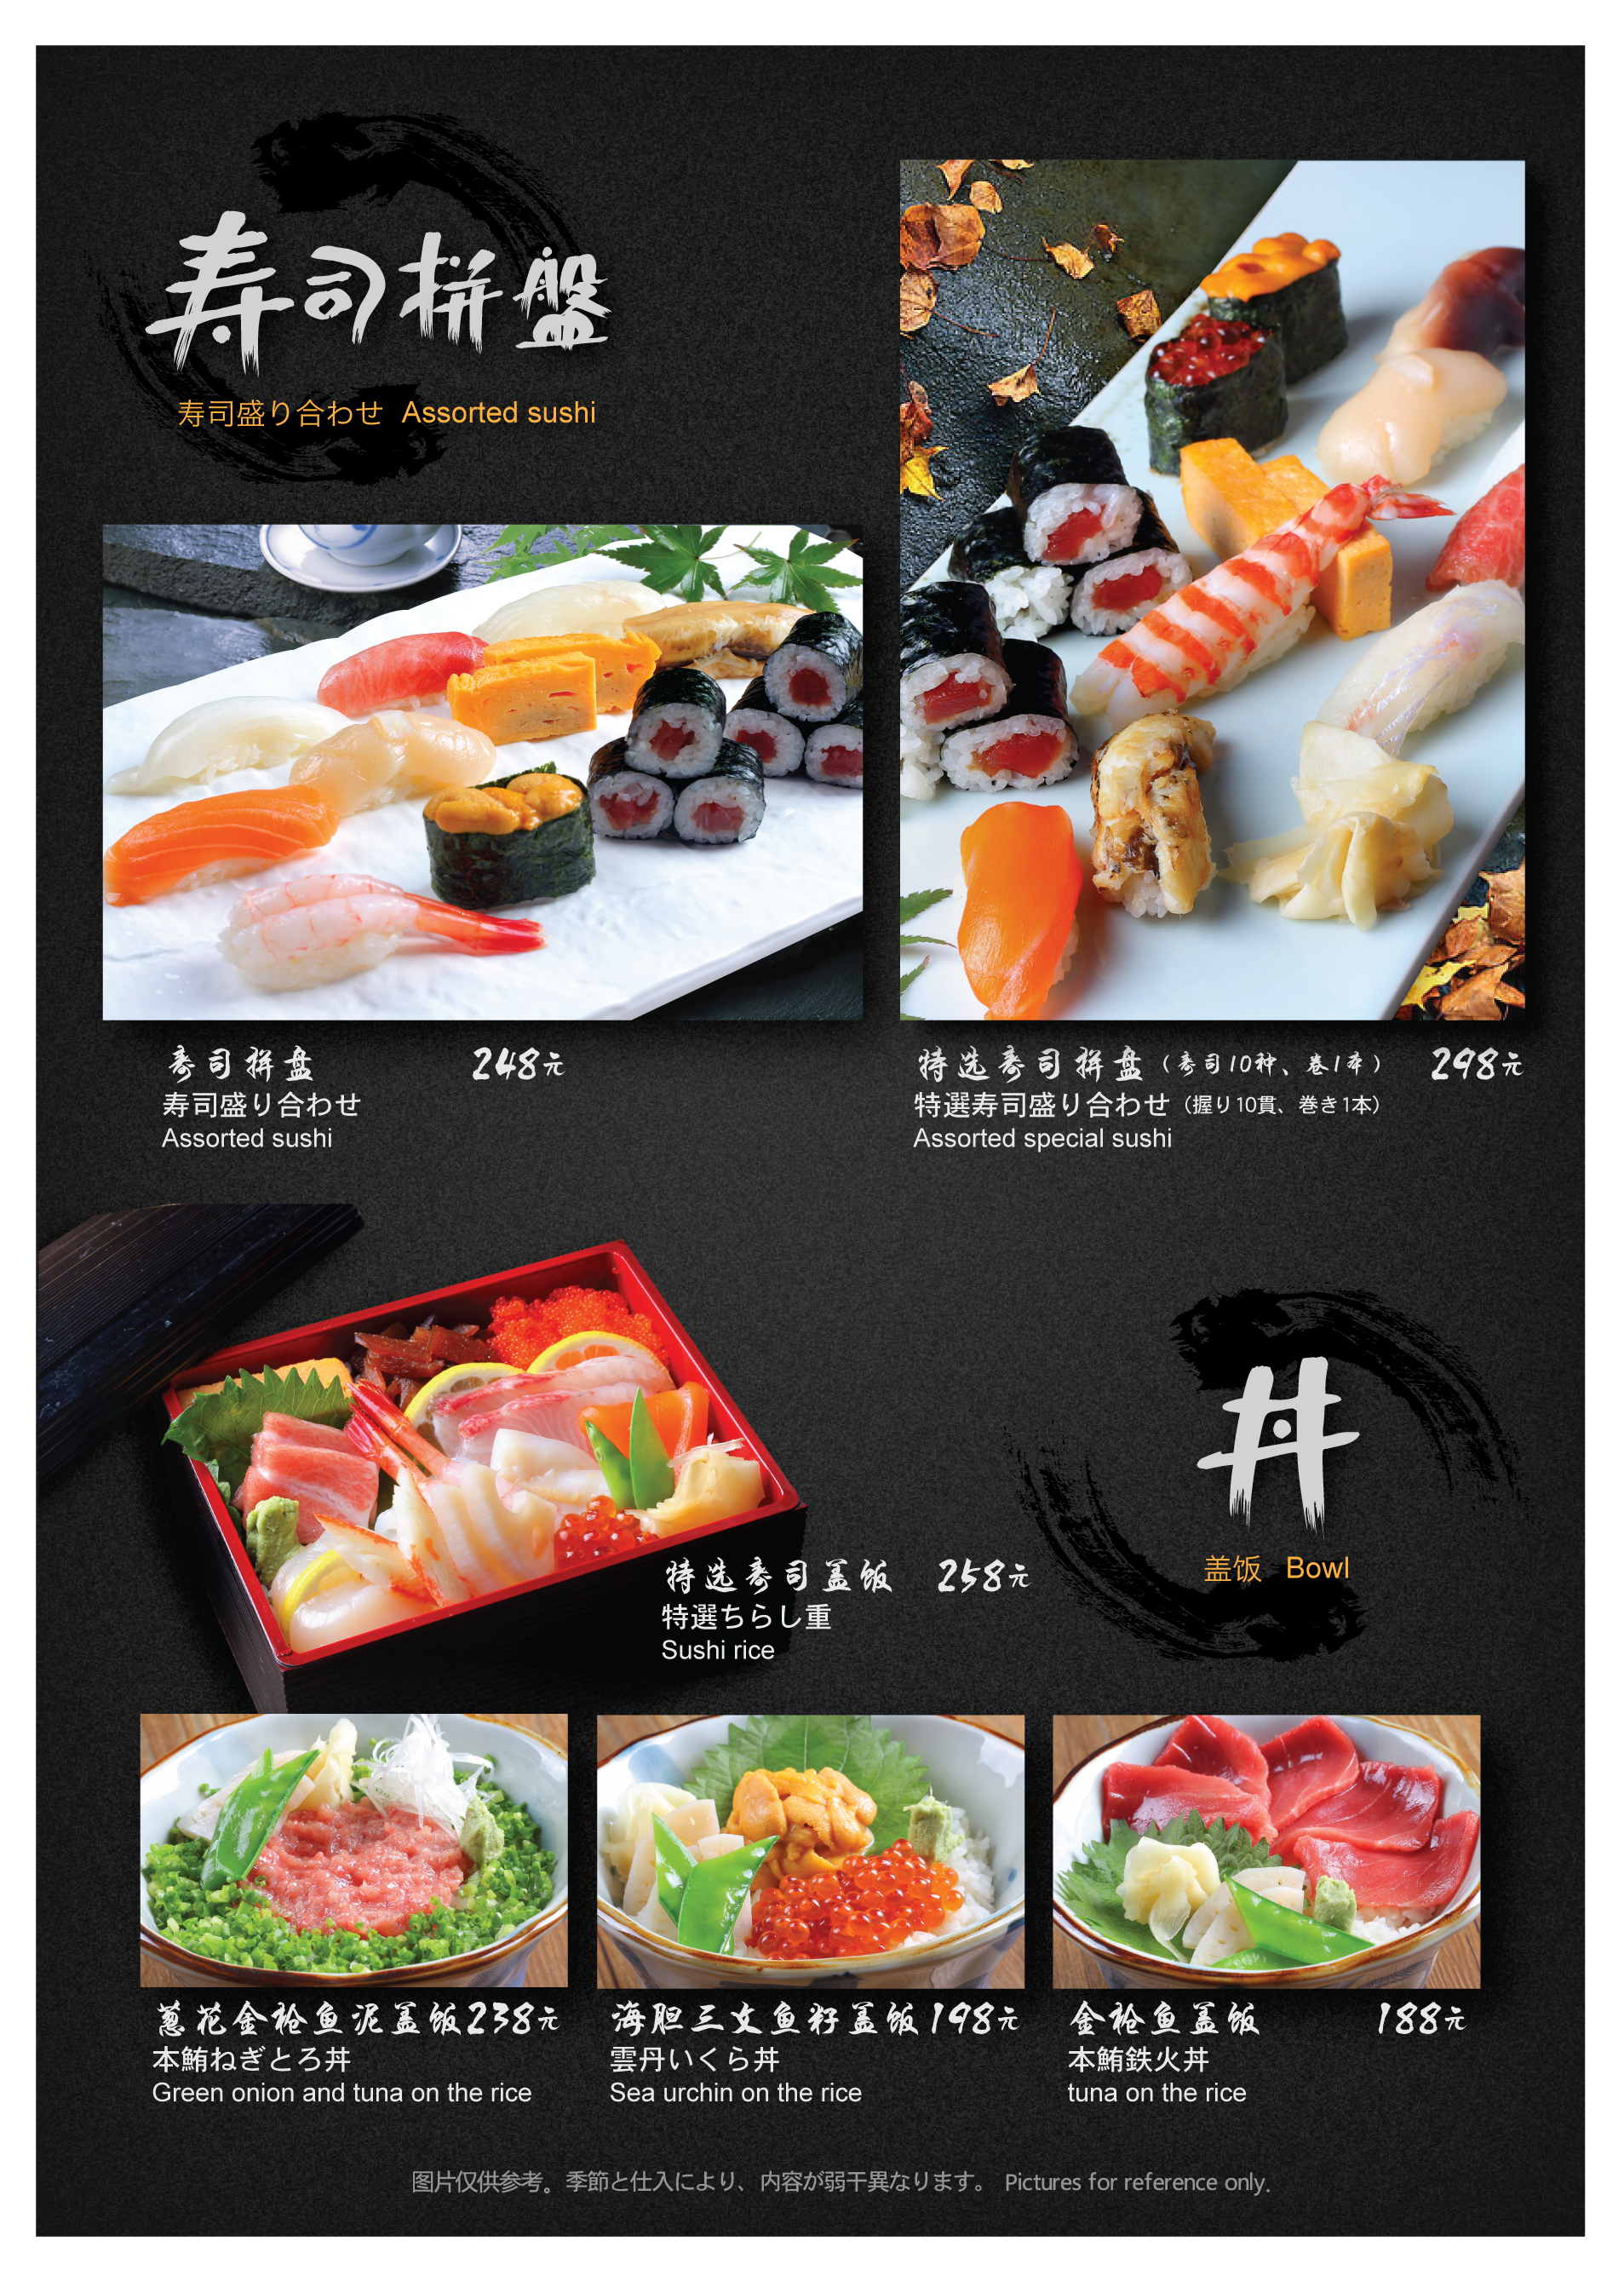 寿司拼盤
寿司盛り合わせ Assorted sushi
寿司拼盘 248元
寿司盛り合わせ
Assorted sushi
特选寿司拼盘（寿司10种、卷1本） 298元
特選寿司盛り合わせ（握り10貫、巻き1本）
Assorted special sushi
丼
盖饭 Bowl
特选寿司盖饭 258元
特選ちらし重
Sushi rice
葱花金枪鱼泥盖饭238元
本鮪ねぎとろ丼
Green onion and tuna on the rice
海胆三文鱼籽盖饭198元
雲丹いくら丼
Sea urchin on the rice
金枪鱼盖饭 188元
本鮪鉄火丼
tuna on the rice
图片仅供参考。季節と仕入により、内容が弱干異なります。 Pictures for reference only.